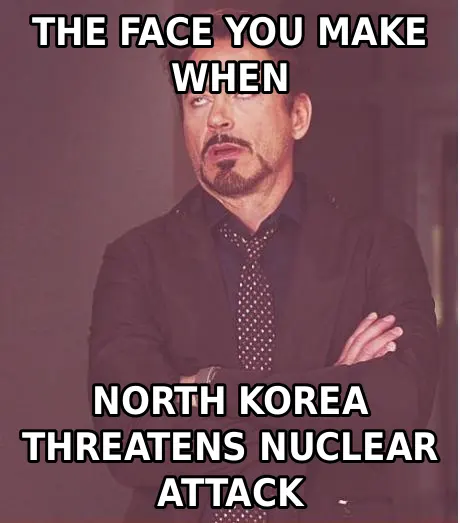 THE FACE YOU MAKE
WHEN
NORTH KOREA
THREATENS NUCLEAR
ATTACK